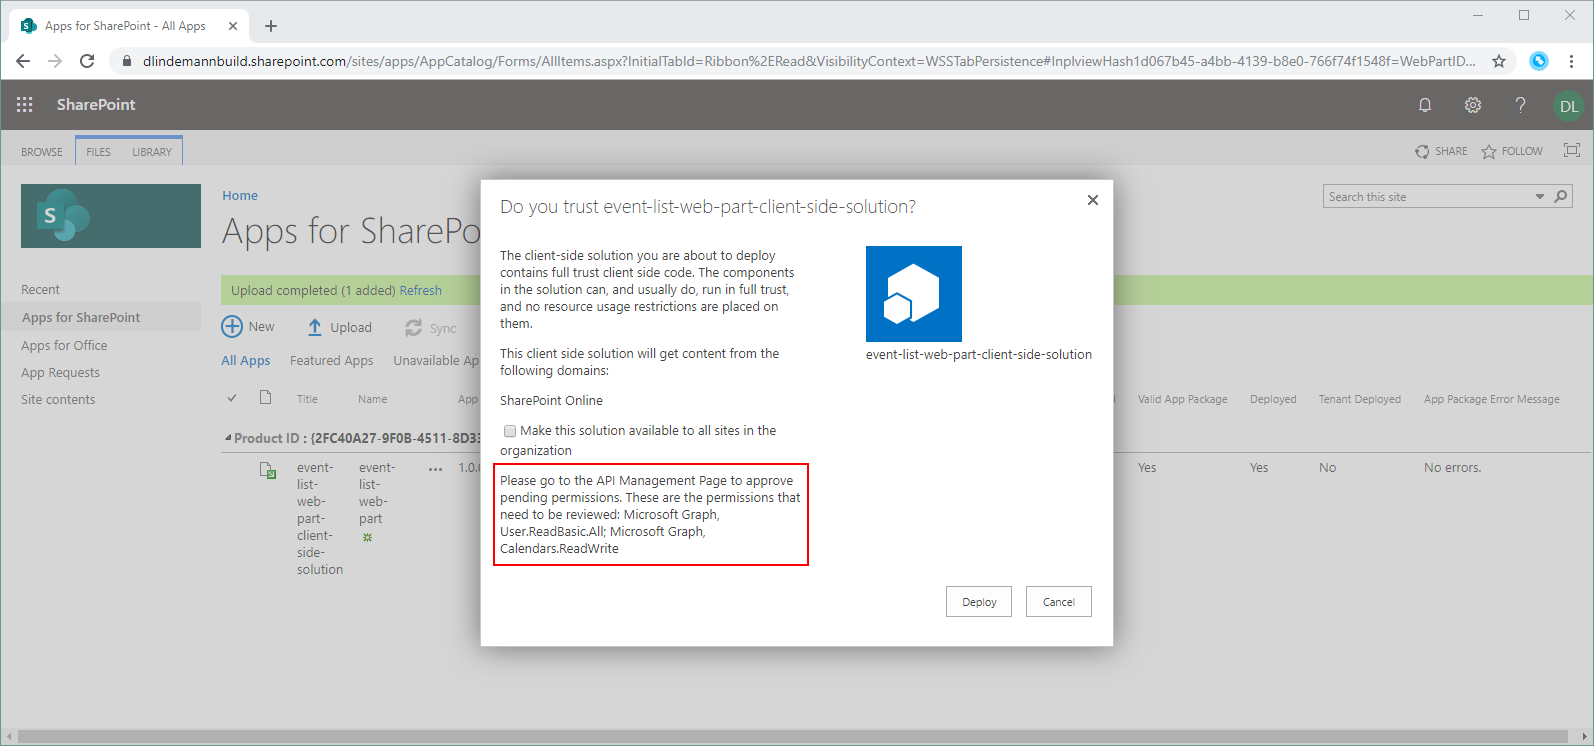 Apps for SharePoint - All Apps
dlindemannbuild.sharepoint.com/sites/apps/AppCatalog/Forms/AllItems.aspx?InitialTabId=Ribbon%2ERead&VisibilityContext=WSSTabPersistence#InplviewHash1d067b45-a4bb-4139-b8e0-766f74f1548f=WebPartID...
SharePoint
DL
BROWSE FILES LIBRARY
SHARE FOLLOW
S
Home
Apps for SharePo
Search this site
Recent
Apps for SharePoint
Apps for Office
App Requests
Site contents
Upload completed (1 added) Refresh
New Upload Sync
All Apps Featured Apps Unavailable Ap
Title Name App Valid App Package Deployed Tenant Deployed App Package Error Message
Product ID : {2FC40A27-9F0B-4511-8D33
event-
list-
web-
part-
client-
side-
solution
event-
list-
web-
part
... 1.0.0 Yes Yes No No errors.
Do you trust event-list-web-part-client-side-solution?
The client-side solution you are about to deploy
contains full trust client side code. The components
in the solution can, and usually do, run in full trust,
and no resource usage restrictions are placed on
them.
This client side solution will get content from the
following domains:
SharePoint Online
Make this solution available to all sites in the
organization
Please go to the API Management Page to approve
pending permissions. These are the permissions that
need to be reviewed: Microsoft Graph,
User.ReadBasic.All; Microsoft Graph,
Calendars.ReadWrite
event-list-web-part-client-side-solution
Deploy Cancel